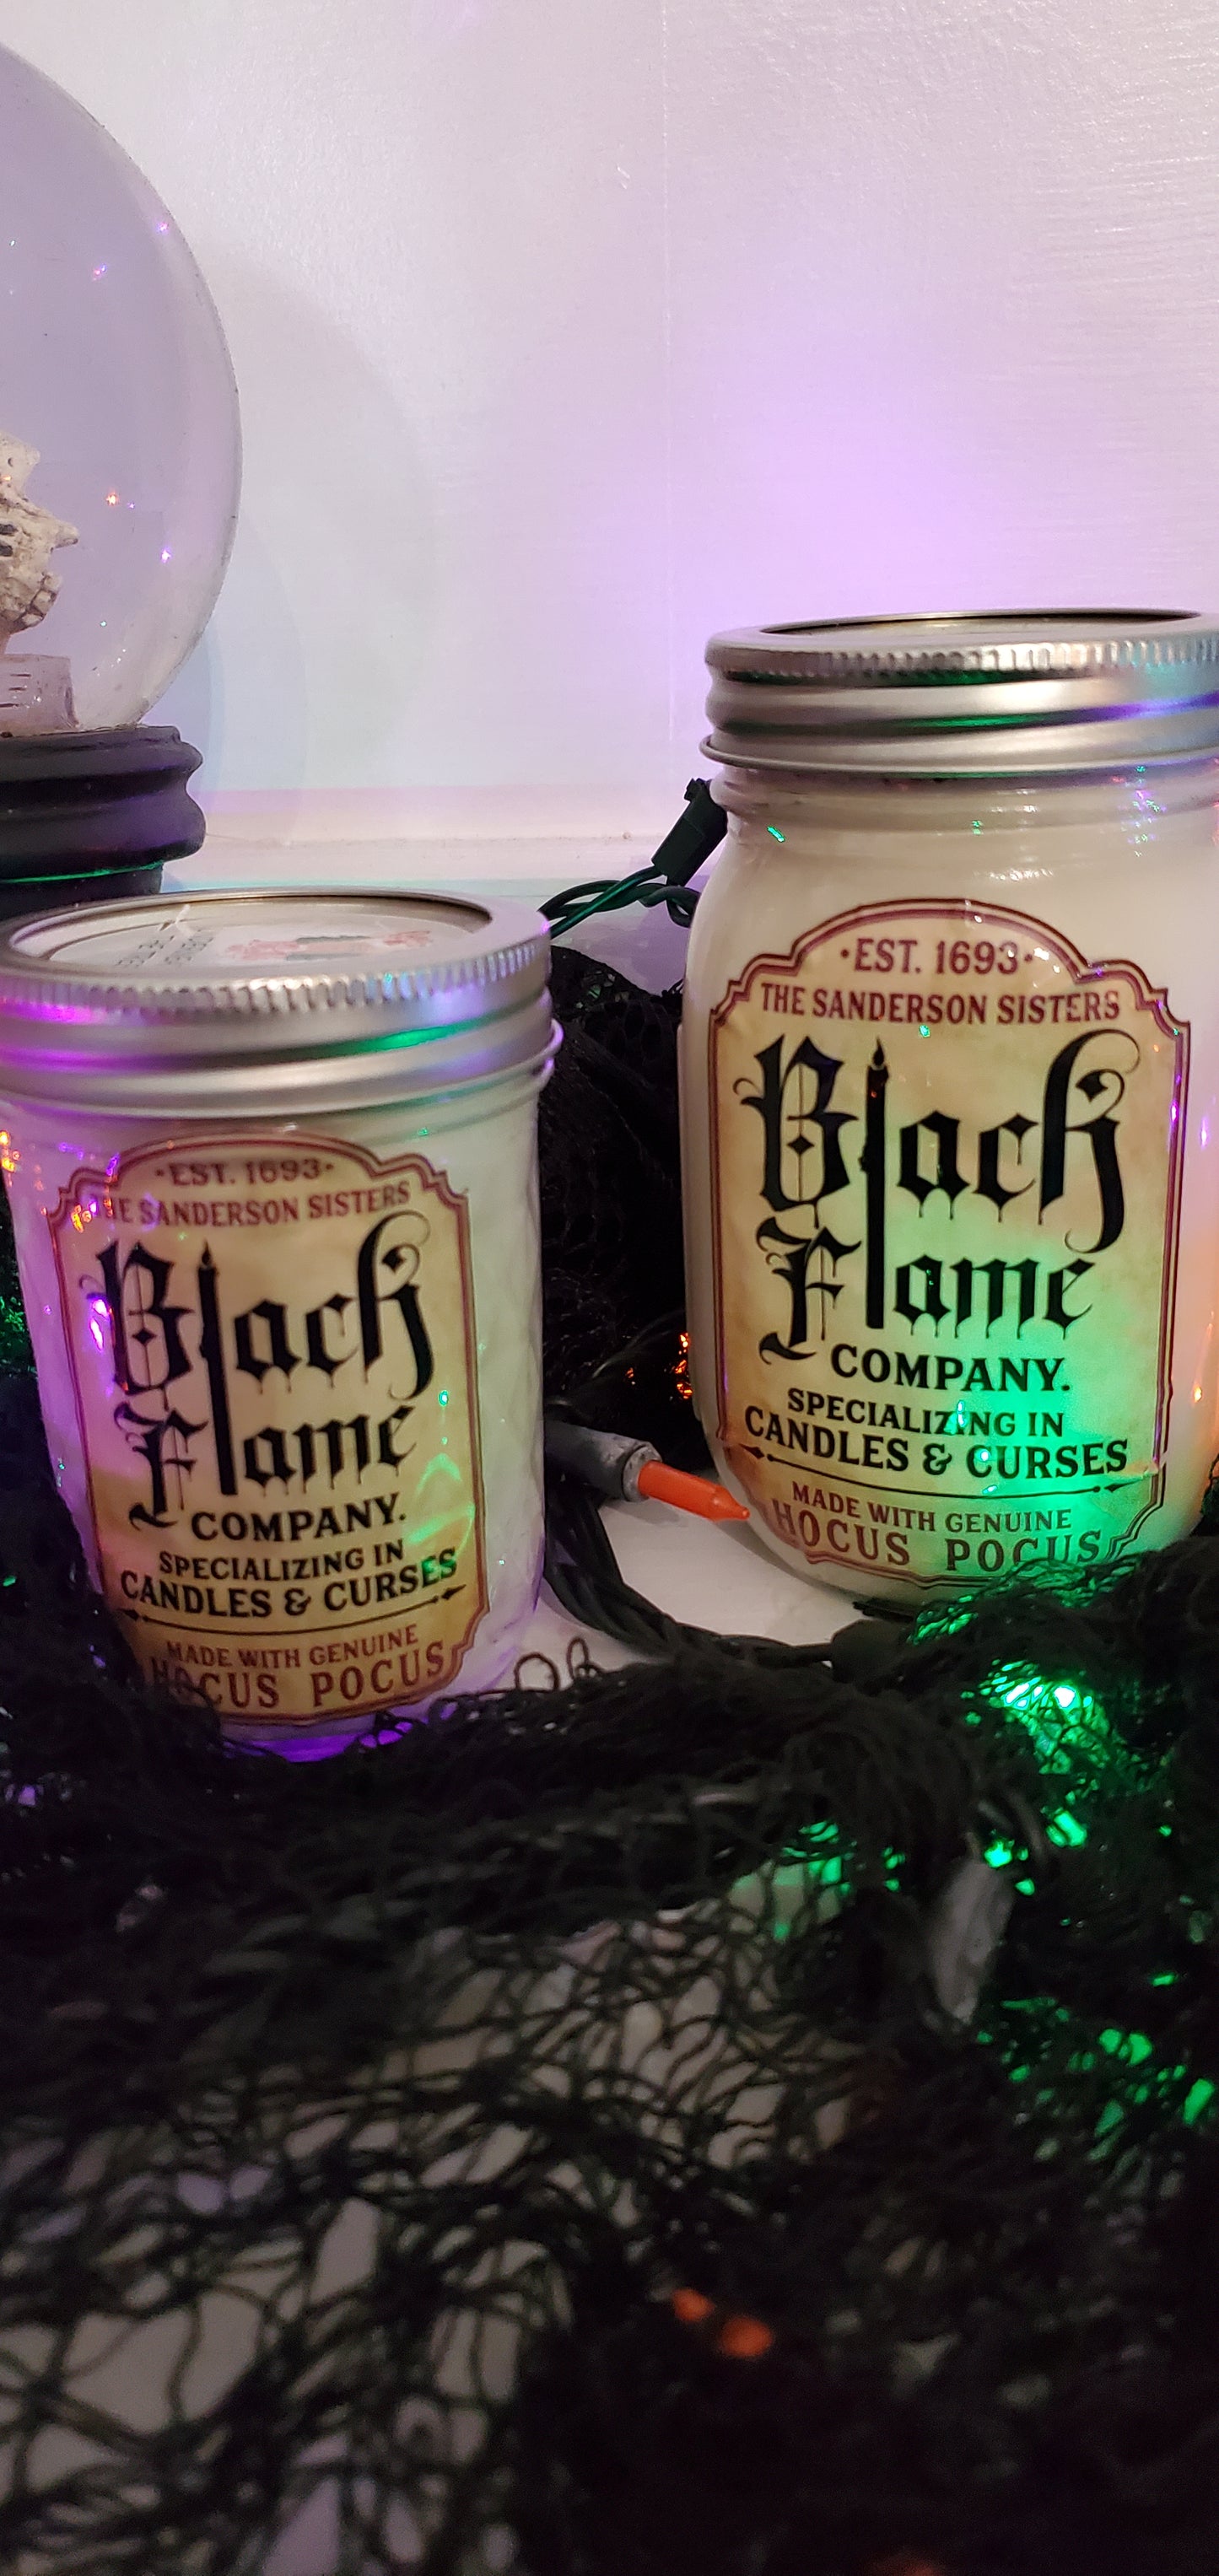 ·EST. 1693·
THE SANDERSON SISTERS
Black
Flame
COMPANY.
SPECIALIZING IN
CANDLES & CURSES
MADE WITH GENUINE
HOCUS POCUS
·EST. 1693·
THE SANDERSON SISTERS
Black
Flame
COMPANY.
SPECIALIZING IN
CANDLES & CURSES
MADE WITH GENUINE
HOCUS POCUS